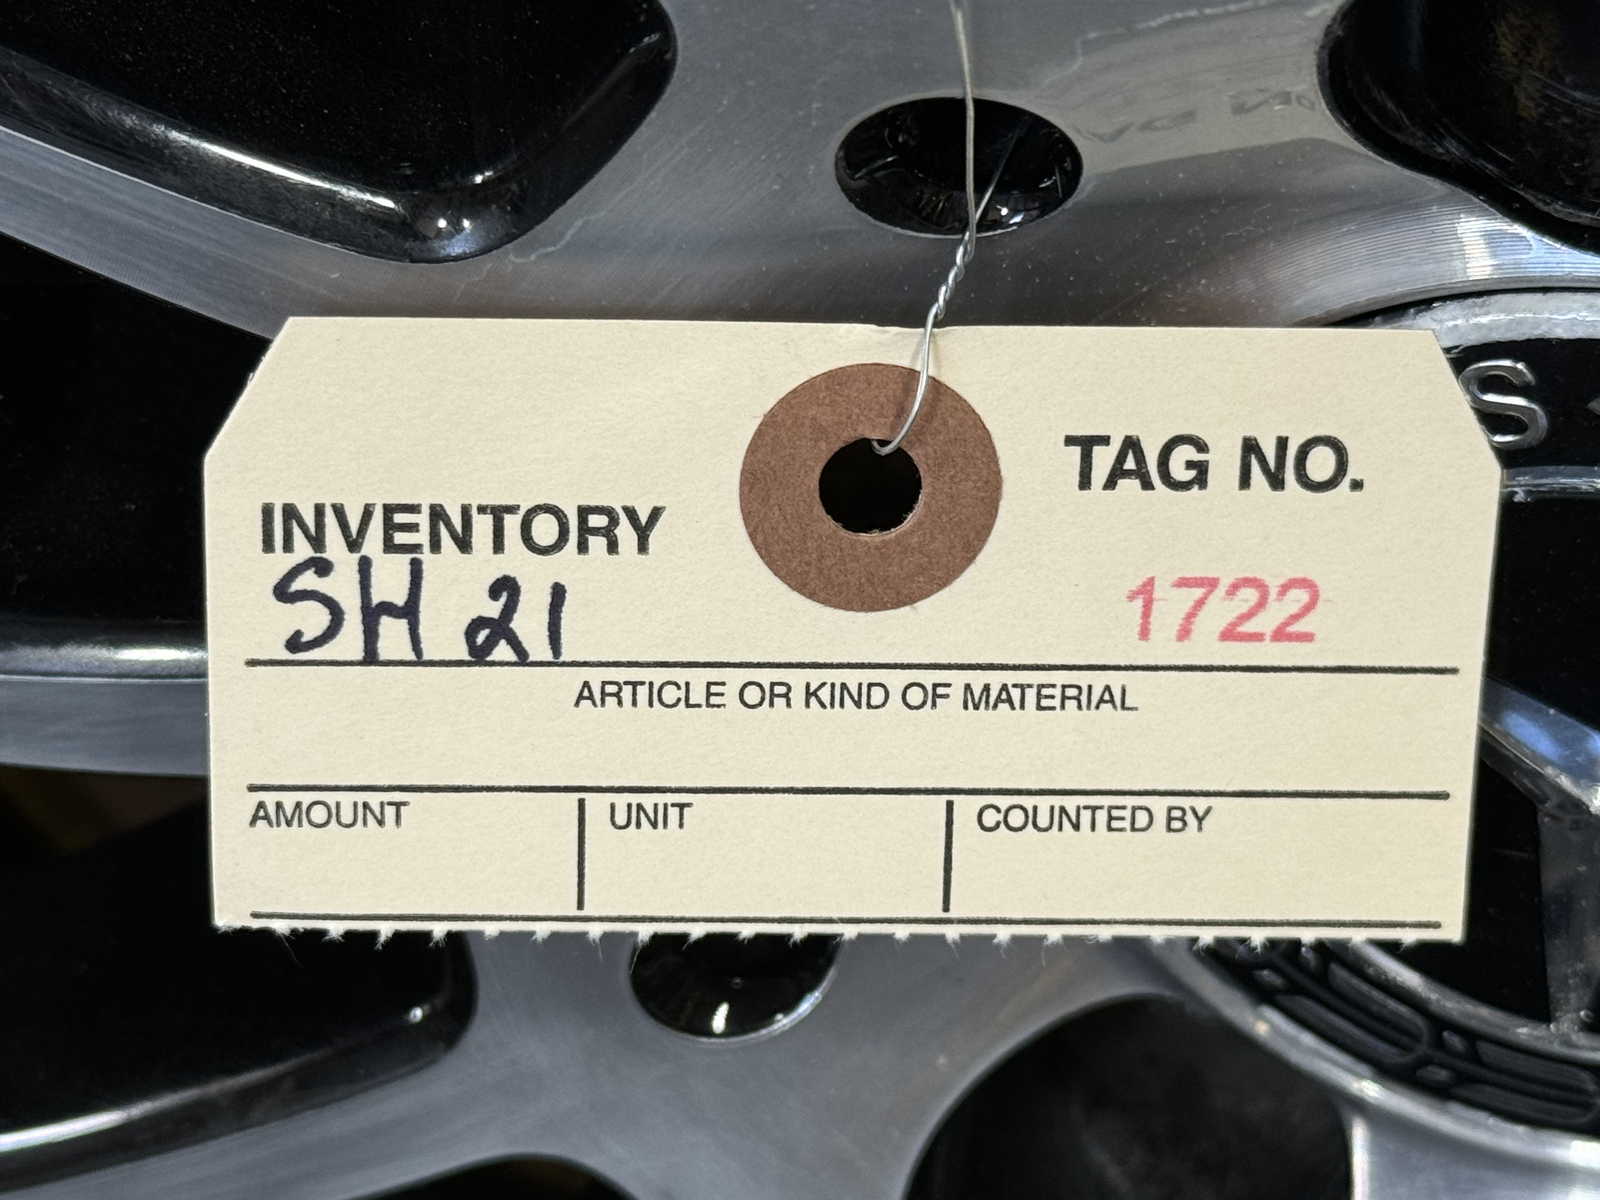 TAG NO.
INVENTORY
SH 21
1722
ARTICLE OR KIND OF MATERIAL
AMOUNT UNIT COUNTED BY
S